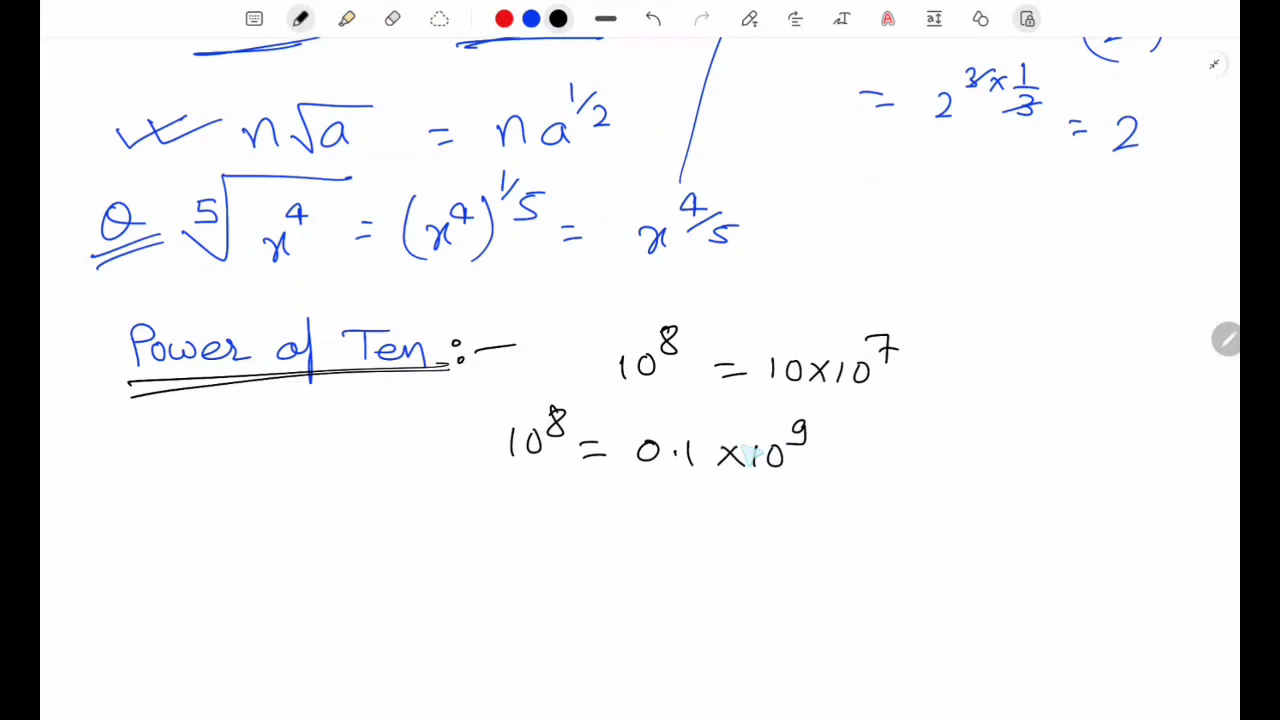 n√a = na^1/2
= 2^3×1/3 = 2
Q ⁵√x⁴ = (x⁴)^1/5 = x^4/5
Power of Ten :- 10⁸ = 10×10⁷
10⁸ = 0.1 ×10⁹